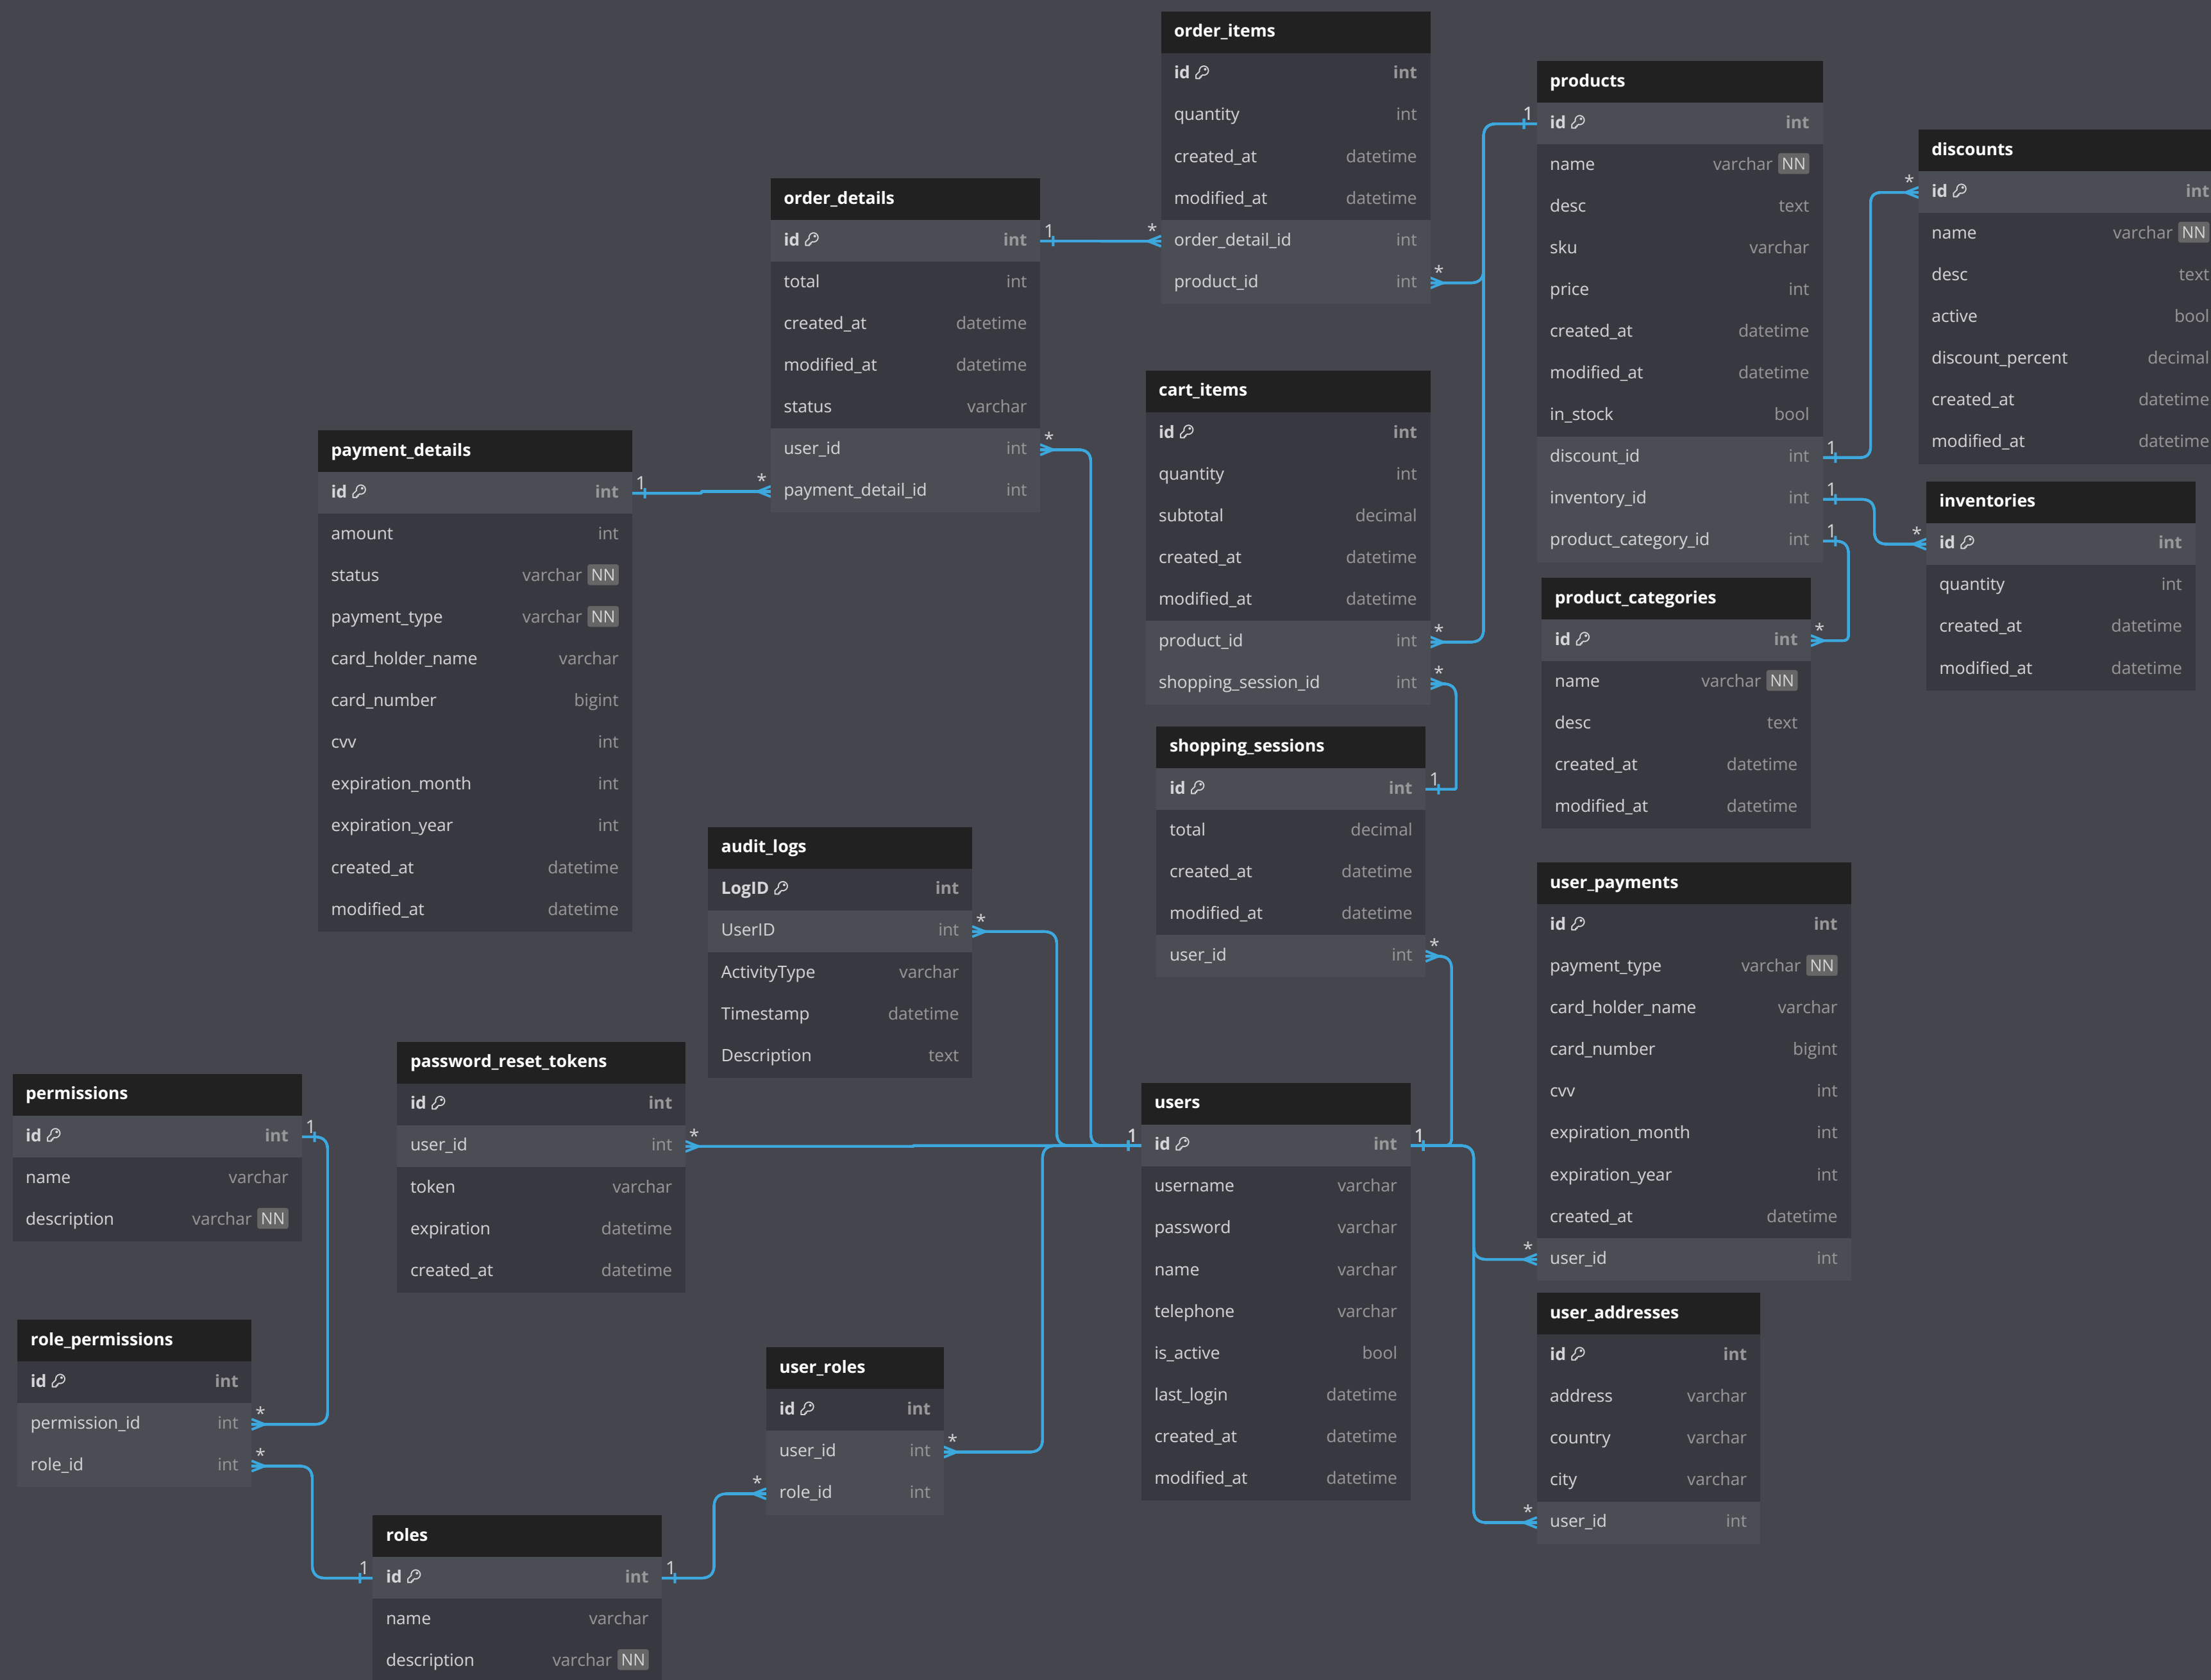 order_items
id int
quantity int
created_at datetime
modified_at datetime
order_detail_id int
product_id int
products
id int
name varchar NN
desc text
sku varchar
price int
created_at datetime
modified_at datetime
in_stock bool
discount_id int
inventory_id int
product_category_id int
discounts
id int
name varchar NN
desc text
active bool
discount_percent decimal
created_at datetime
modified_at datetime
order_details
id int
total int
created_at datetime
modified_at datetime
status varchar
user_id int
payment_detail_id int
cart_items
id int
quantity int
subtotal decimal
created_at datetime
modified_at datetime
product_id int
shopping_session_id int
payment_details
id int
amount int
status varchar NN
payment_type varchar NN
card_holder_name varchar
card_number bigint
cvv int
expiration_month int
expiration_year int
created_at datetime
modified_at datetime
inventories
id int
quantity int
created_at datetime
modified_at datetime
product_categories
id int
name varchar NN
desc text
created_at datetime
modified_at datetime
shopping_sessions
id int
total decimal
created_at datetime
modified_at datetime
user_id int
audit_logs
LogID int
UserID int
ActivityType varchar
Timestamp datetime
Description text
user_payments
id int
payment_type varchar NN
card_holder_name varchar
card_number bigint
cvv int
expiration_month int
expiration_year int
created_at datetime
user_id int
password_reset_tokens
id int
user_id int
token varchar
expiration datetime
created_at datetime
permissions
id int
name varchar
description varchar NN
users
id int
username varchar
password varchar
name varchar
telephone varchar
is_active bool
last_login datetime
created_at datetime
modified_at datetime
user_addresses
id int
address varchar
country varchar
city varchar
user_id int
role_permissions
id int
permission_id int
role_id int
user_roles
id int
user_id int
role_id int
roles
id int
name varchar
description varchar NN
1
*
1
*
*
1
*
1
*
1
*
1
*
*
*
1
*
*
*
1
1
1
*
*
*
*
*
*
1
1